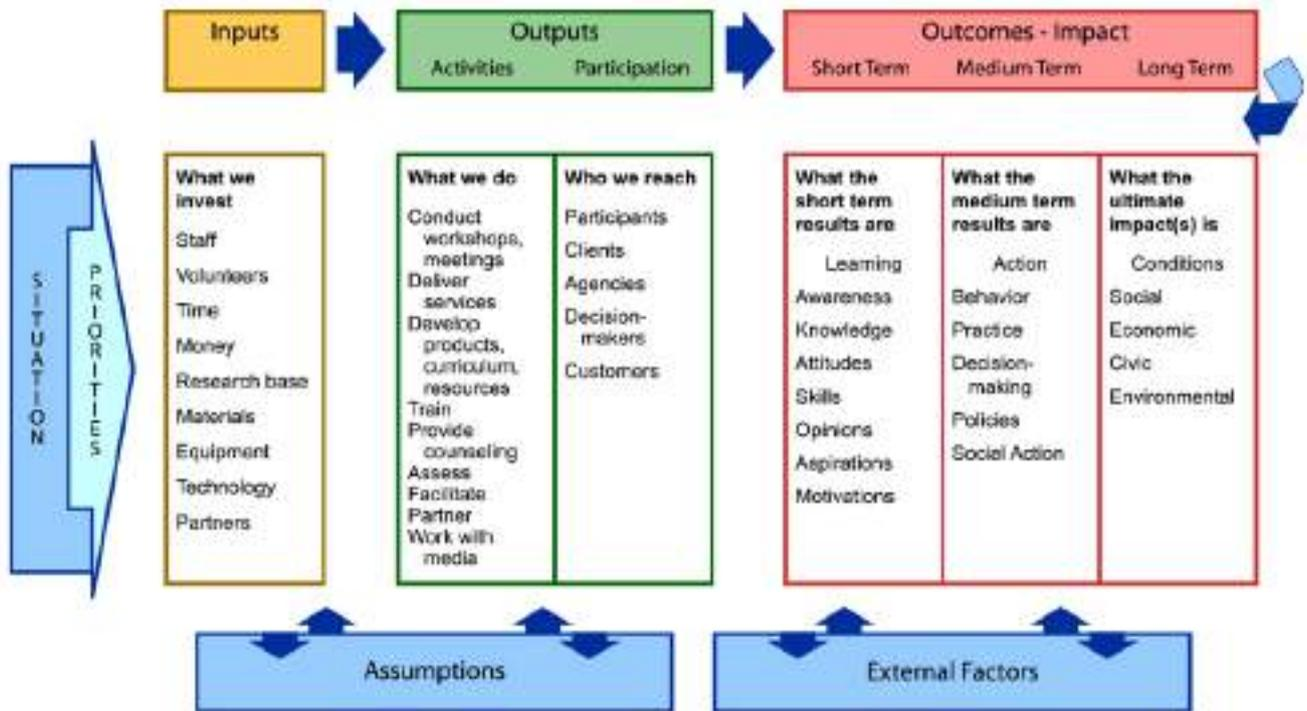 Inputs
Outputs
Activities Participation
Outcomes - Impact
Short Term Medium Term Long Term
SITUATION
PRIORITIES
What we
invest
Staff
Volunteers
Time
Money
Research base
Materials
Equipment
Technology
Partners
What we do
Conduct
workshops,
meetings
Deliver
services
Develop
products,
curriculum,
resources
Train
Provide
counseling
Assess
Facilitate
Partner
Work with
media
Who we reach
Participants
Clients
Agencies
Decision-
makers
Customers
What the
short term
results are
Learning
Awareness
Knowledge
Attitudes
Skills
Opinions
Aspirations
Motivations
What the
medium term
results are
Action
Behavior
Practice
Decision-
making
Policies
Social Action
What the
ultimate
impact(s) is
Conditions
Social
Economic
Civic
Environmental
Assumptions
External Factors